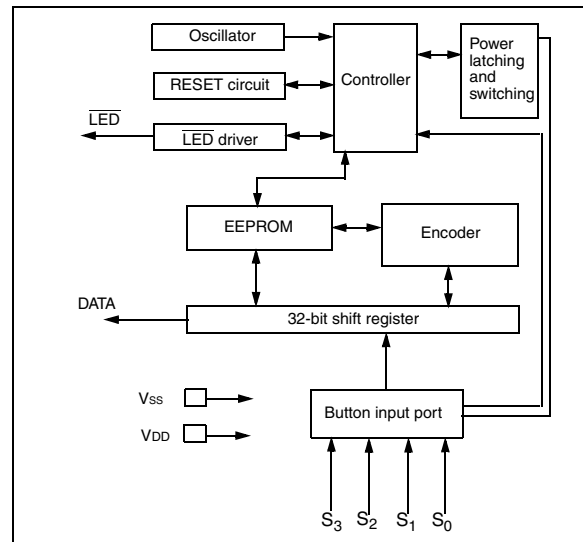 Oscillator
Controller
Power
latching
and
switching
RESET circuit
LED
LED driver
EEPROM
Encoder
DATA
32-bit shift register
VSS
Button input port
VDD
S3 S2 S1 S0